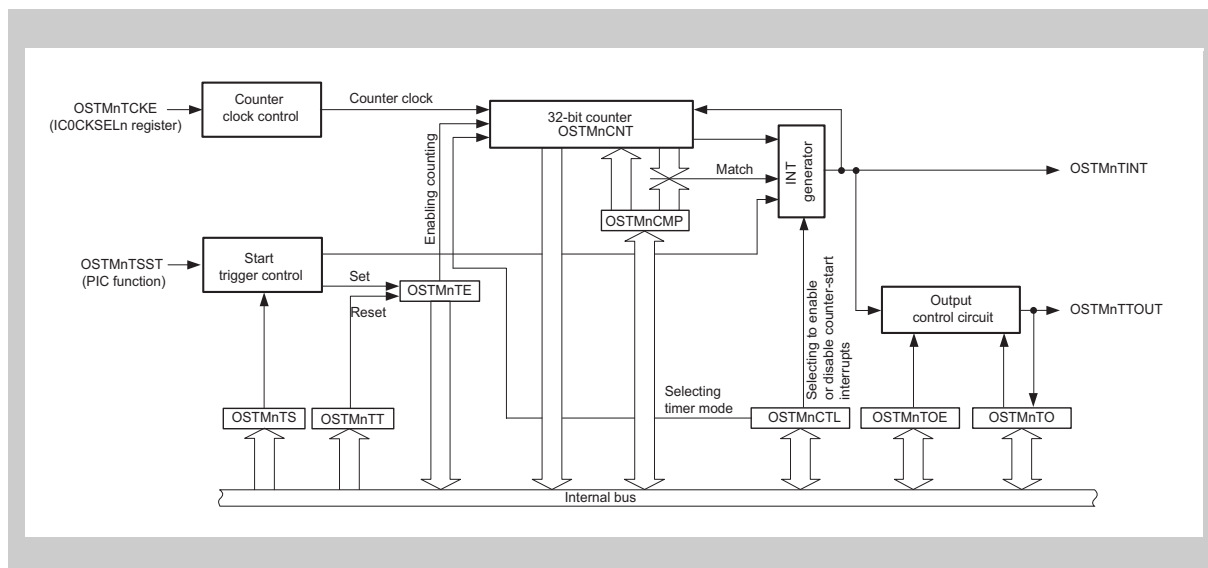 OSTMnTCKE
(IC0CKSELn register)
Counter
clock control
Counter clock
32-bit counter
OSTMnCNT
Enabling counting
INT
generator
Match
OSTMnTINT
OSTMnCMP
OSTMnTSST
(PIC function)
Start
trigger control
Set
OSTMnTE
Reset
Selecting to enable
or disable counter-start
interrupts
Output
control circuit
OSTMnTTOUT
Selecting
timer mode
OSTMnTS
OSTMnTT
OSTMnCTL
OSTMnTOE
OSTMnTO
Internal bus